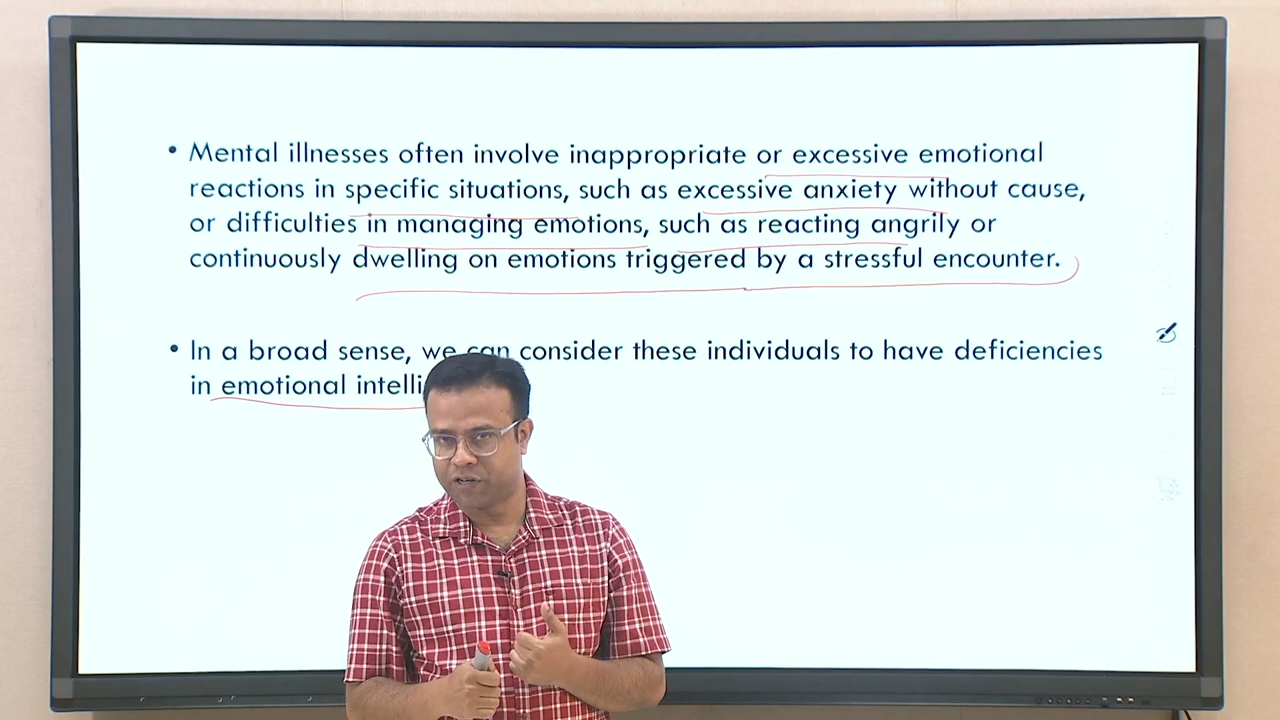 • Mental illnesses often involve inappropriate or excessive emotional
reactions in specific situations, such as excessive anxiety without cause,
or difficulties in managing emotions, such as reacting angrily or
continuously dwelling on emotions triggered by a stressful encounter.
• In a broad sense, we can consider these individuals to have deficiencies
in emotional